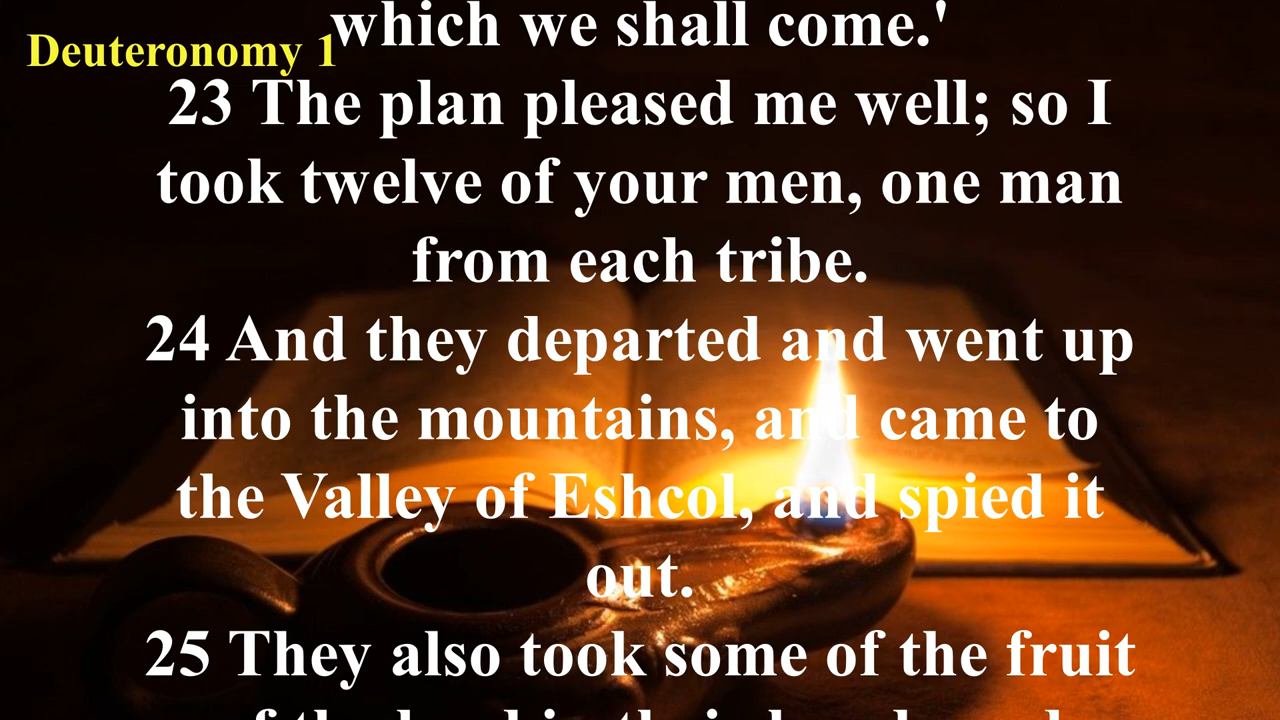 which we shall come.'
Deuteronomy 1
23 The plan pleased me well; so I
took twelve of your men, one man
from each tribe.
24 And they departed and went up
into the mountains, and came to
the Valley of Eshcol, and spied it
out.
25 They also took some of the fruit